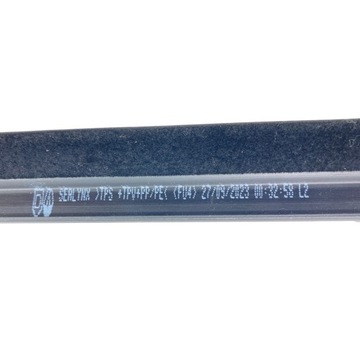 SEALYNX >TPS +TPV+PP/PE< (FU4) 27/09/2023 00:32:58 L2